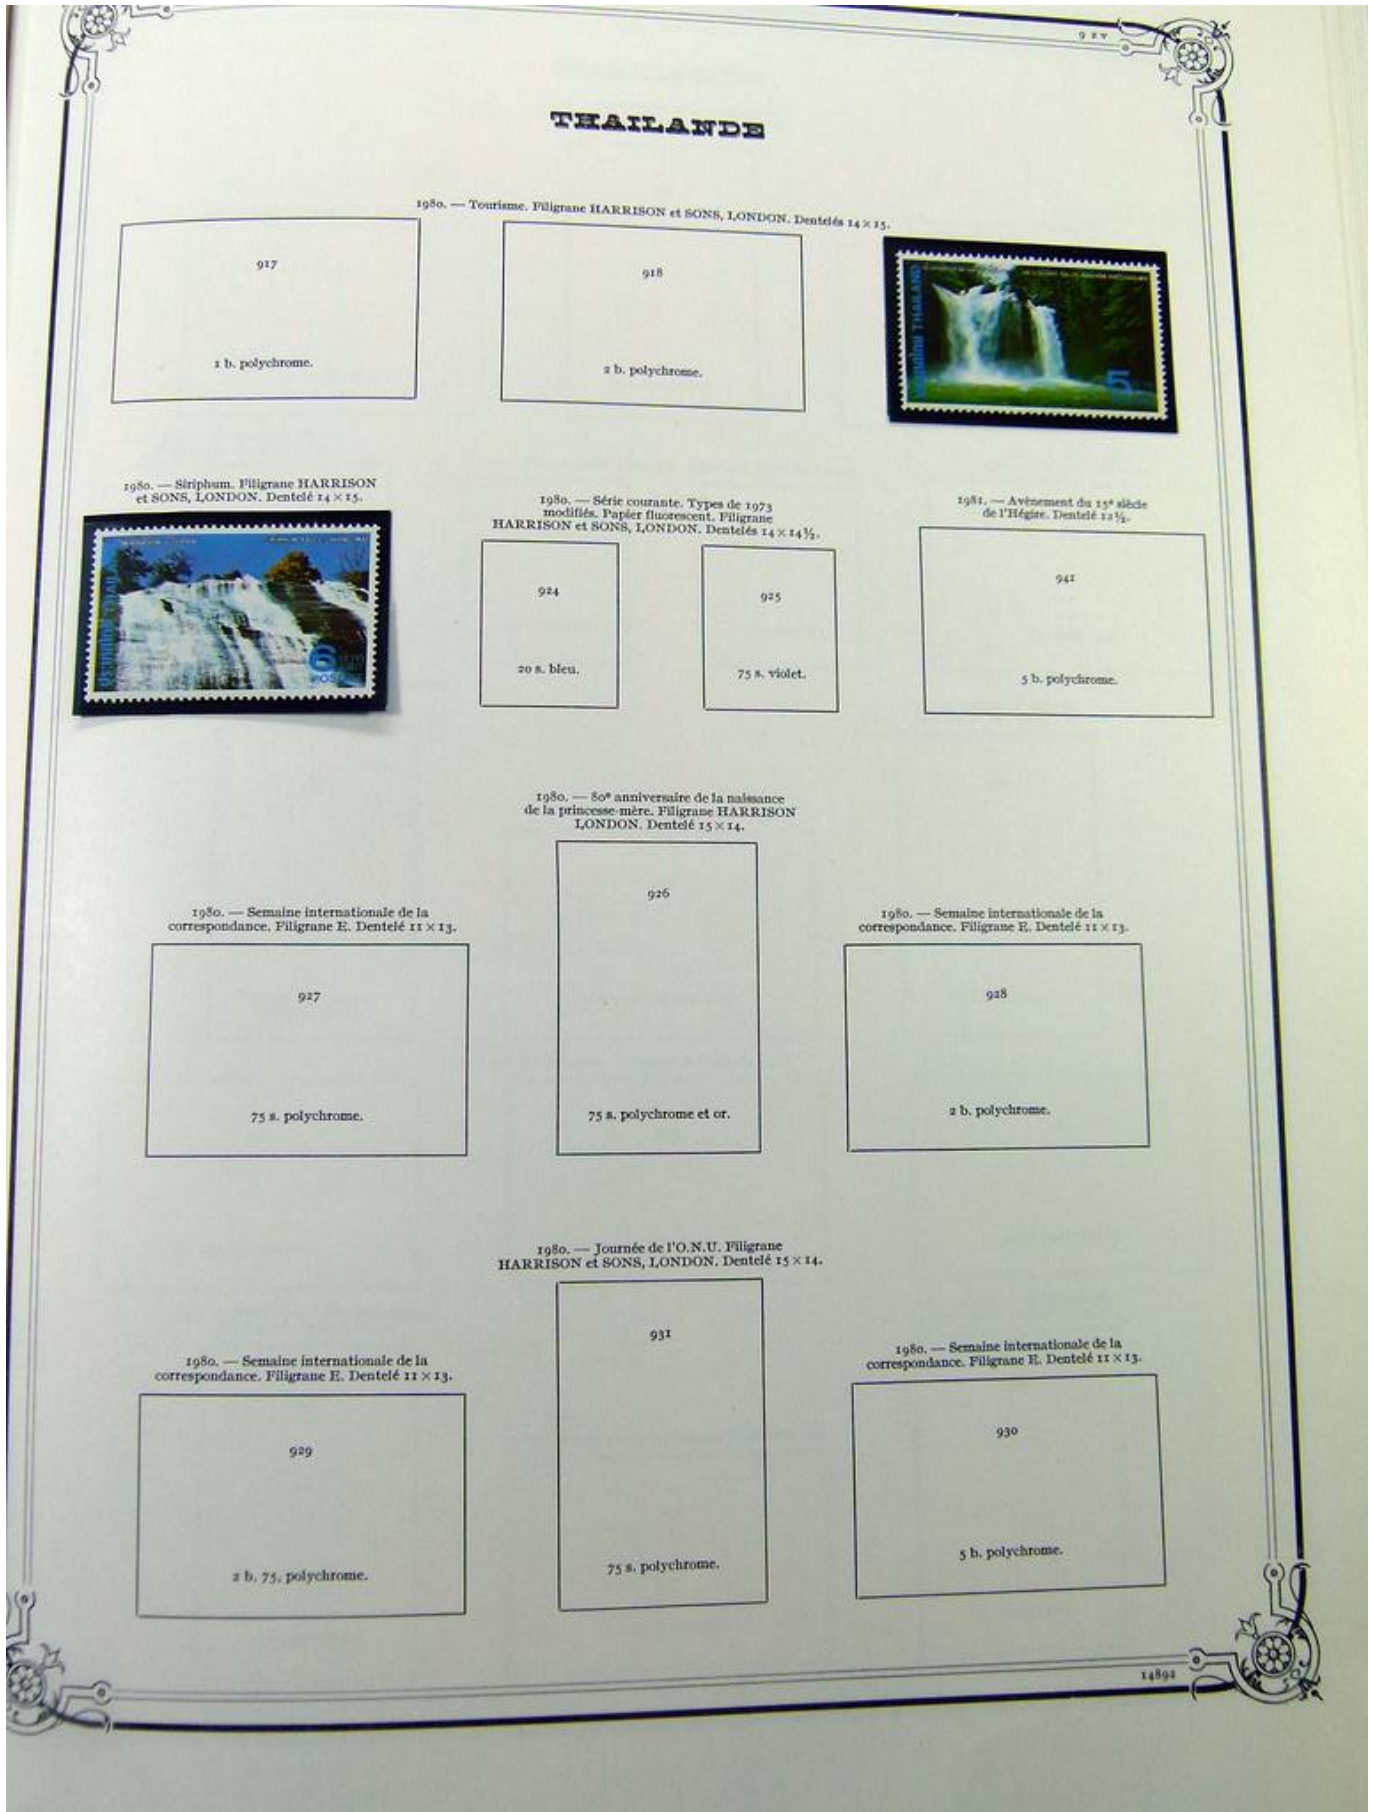 9 2V
THAILANDE
1980. — Tourisme. Filigrane HARRISON et SONS, LONDON. Dentelés 14 × 15.
917
1 b. polychrome.
918
2 b. polychrome.
THAILAND
5
1980. — Siriphum. Filigrane HARRISON
et SONS, LONDON. Dentelé 14 × 15.
6
1980. — Série courante. Types de 1973
modifiés. Papier fluorescent. Filigrane
HARRISON et SONS, LONDON. Dentelés 14 × 14½.
924
20 s. bleu.
925
75 s. violet.
1981. — Avènement du 15e siècle
de l'Hégire. Dentelé 12½.
941
5 b. polychrome.
1980. — 80e anniversaire de la naissance
de la princesse-mère. Filigrane HARRISON
LONDON. Dentelé 15 × 14.
926
75 s. polychrome et or.
1980. — Semaine internationale de la
correspondance. Filigrane E. Dentelé 11 × 13.
927
75 s. polychrome.
1980. — Semaine internationale de la
correspondance. Filigrane E. Dentelé 11 × 13.
928
2 b. polychrome.
1980. — Journée de l'O.N.U. Filigrane
HARRISON et SONS, LONDON. Dentelé 15 × 14.
931
75 s. polychrome.
1980. — Semaine internationale de la
correspondance. Filigrane E. Dentelé 11 × 13.
929
2 b. 75. polychrome.
1980. — Semaine internationale de la
correspondance. Filigrane E. Dentelé 11 × 13.
930
5 b. polychrome.
14892